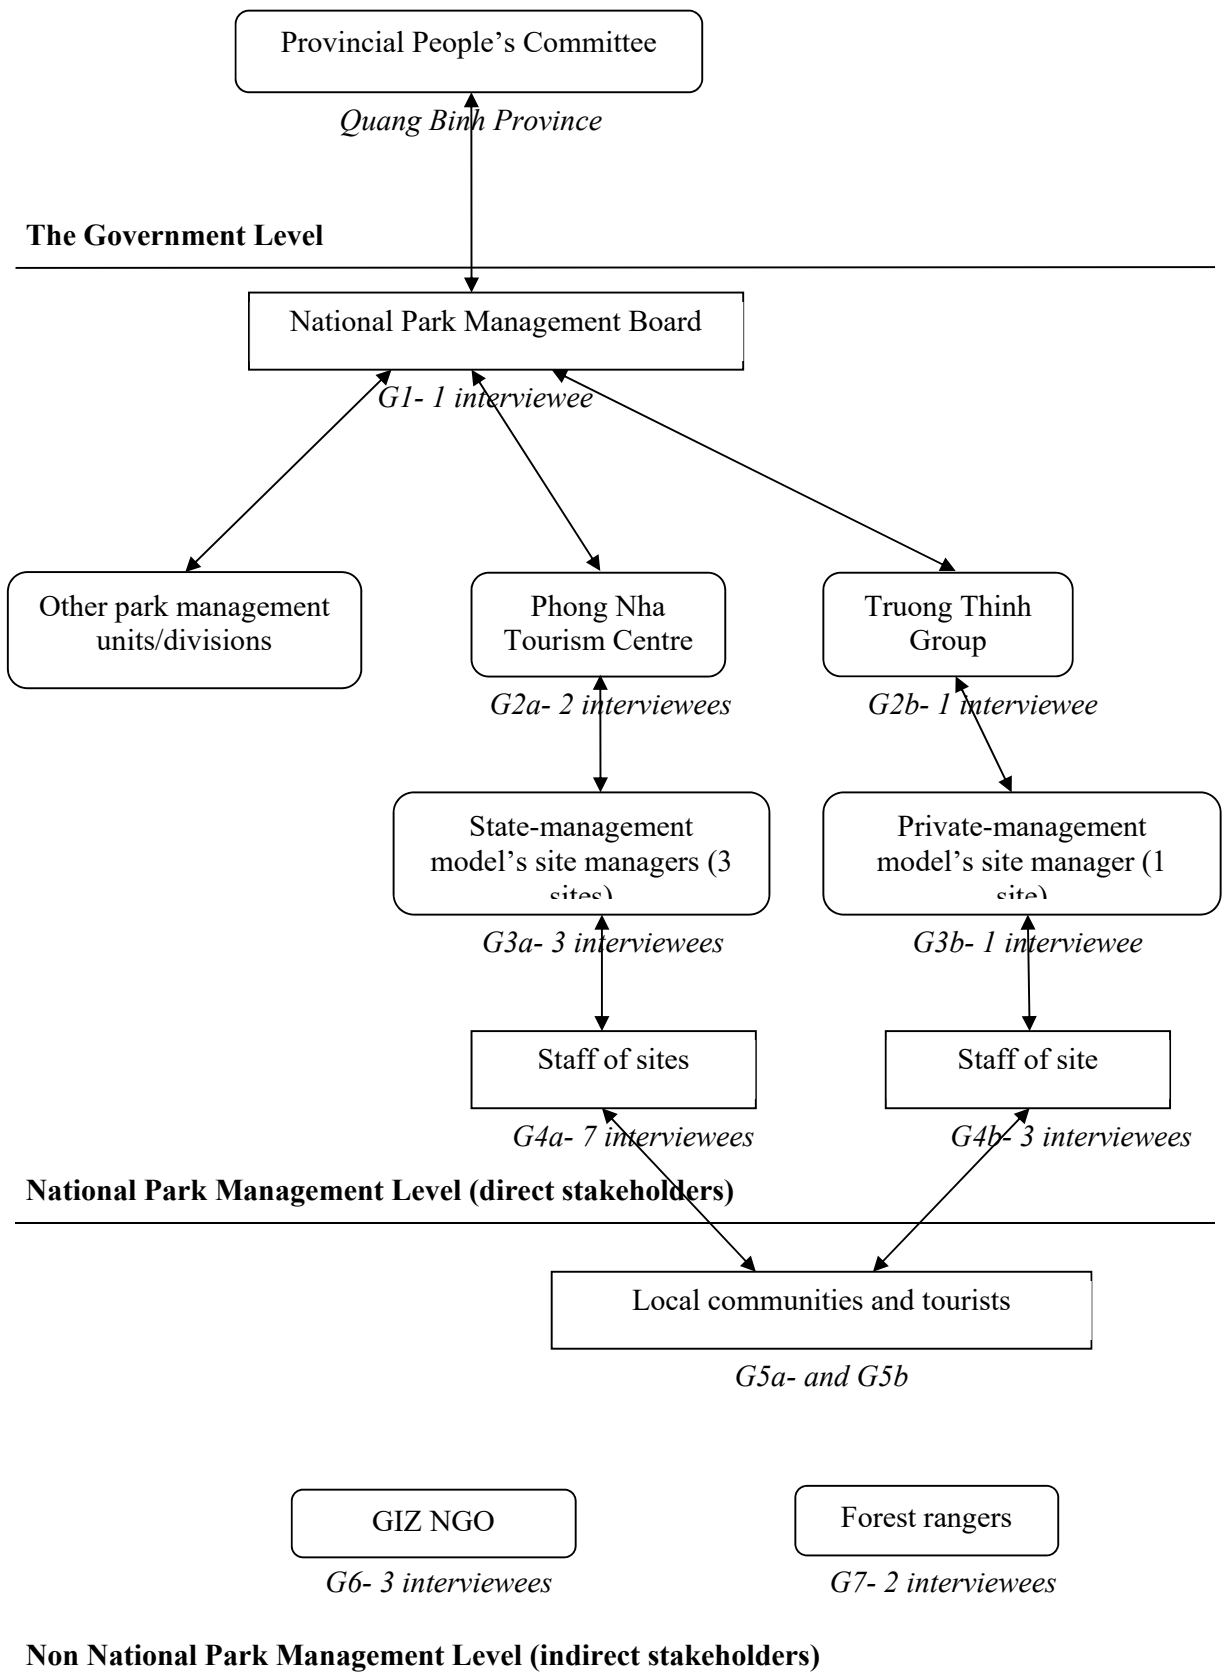 Provincial People’s Committee
Quang Binh Province
The Government Level
National Park Management Board
G1- 1 interviewee
Other park management
units/divisions
Phong Nha
Tourism Centre
Truong Thinh
Group
G2a- 2 interviewees
G2b- 1 interviewee
State-management
model’s site managers (3
sites)
Private-management
model’s site manager (1
site)
G3a- 3 interviewees
G3b- 1 interviewee
Staff of sites
Staff of site
G4a- 7 interviewees
G4b- 3 interviewees
National Park Management Level (direct stakeholders)
Local communities and tourists
G5a- and G5b
GIZ NGO
Forest rangers
G6- 3 interviewees
G7- 2 interviewees
Non National Park Management Level (indirect stakeholders)